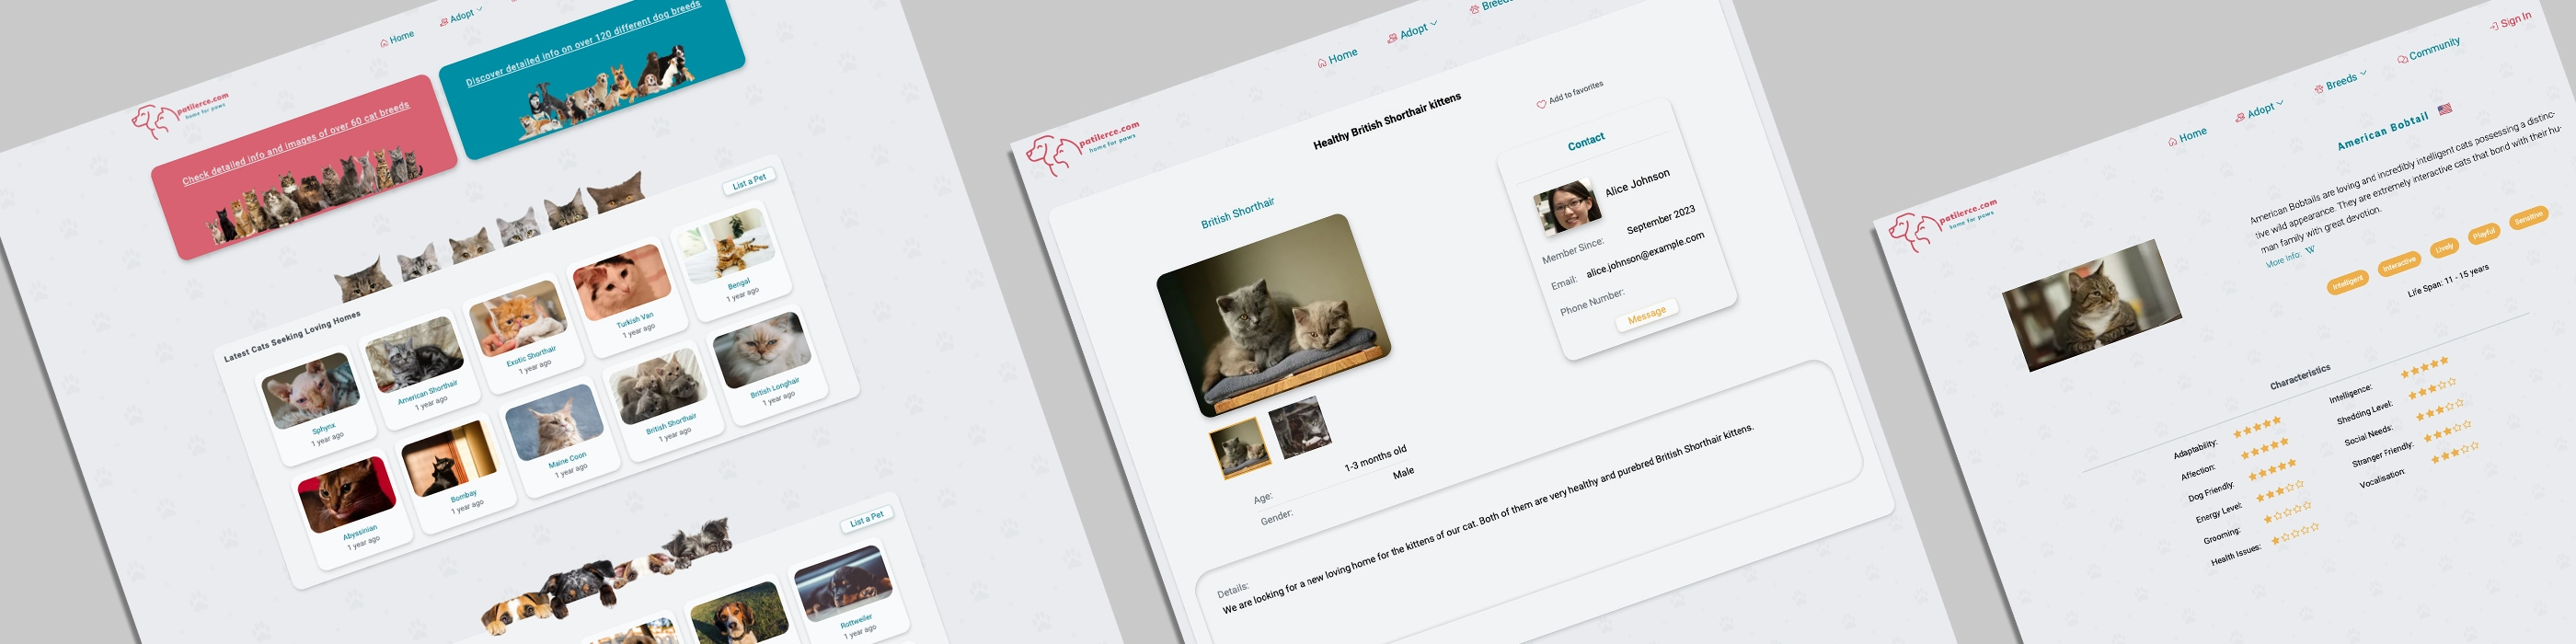 Home
Adopt
patilerce.com
home for paws
Check detailed info and images of over 60 cat breeds
Discover detailed info on over 120 different dog breeds
List a Pet
Latest Cats Seeking Loving Homes
Sphynx
1 year ago
American Shorthair
1 year ago
Exotic Shorthair
1 year ago
Turkish Van
1 year ago
Bengal
1 year ago
Abyssinian
1 year ago
Bombay
1 year ago
Maine Coon
1 year ago
British Shorthair
1 year ago
British Longhair
1 year ago
List a Pet
Rottweiler
1 year ago
patilerce.com
home for paws
Home
Adopt
Healthy British Shorthair kittens
Add to favorites
British Shorthair
Contact
Alice Johnson
Member Since: September 2023
Email: alice.johnson@example.com
Phone Number:
Message
Age: 1-3 months old
Gender: Male
Details:
We are looking for a new loving home for the kittens of our cat. Both of them are very healthy and purebred British Shorthair kittens.
patilerce.com
home for paws
Home
Adopt
Breeds
Community
Sign In
American Bobtail
American Bobtails are loving and incredibly intelligent cats possessing a distinc-
tive wild appearance. They are extremely interactive cats that bond with their hu-
man family with great devotion.
More Info: W
Intelligent
Interactive
Lively
Playful
Sensitive
Life Span: 11 - 15 years
Characteristics
Adaptability:
Affection:
Dog Friendly:
Energy Level:
Grooming:
Health Issues:
Intelligence:
Shedding Level:
Social Needs:
Stranger Friendly:
Vocalisation: